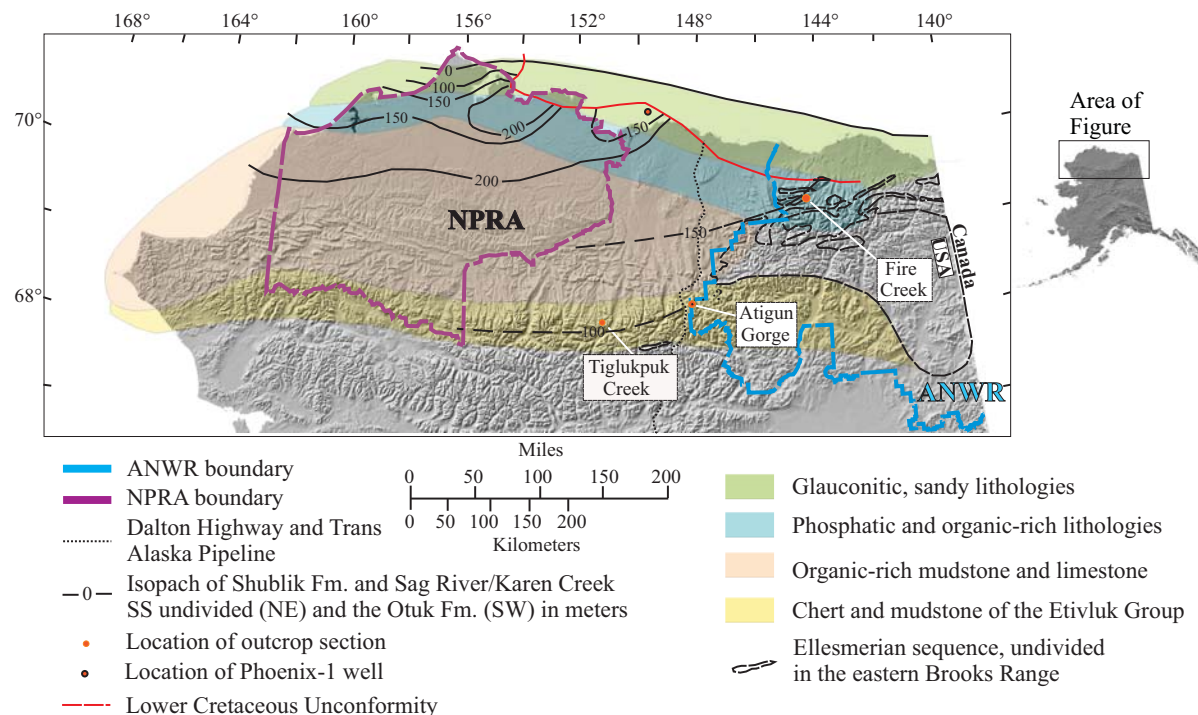 168° 160° 156° 152° 148° 144° 140°
70°
68°
0
100
150
150
200
150
200
150
100
NPRA
Fire
Creek
Atigun
Gorge
Tiglukpuk
Creek
Canada
USA
ANWR
Area of
Figure
ANWR boundary
NPRA boundary
Dalton Highway and Trans
Alaska Pipeline
Isopach of Shublik Fm. and Sag River/Karen Creek
SS undivided (NE) and the Otuk Fm. (SW) in meters
0
Location of outcrop section
Location of Phoenix-1 well
Lower Cretaceous Unconformity
Miles
0 50 100 150 200
0 50 100 150 200
Kilometers
Glauconitic, sandy lithologies
Phosphatic and organic-rich lithologies
Organic-rich mudstone and limestone
Chert and mudstone of the Etivluk Group
Ellesmerian sequence, undivided
in the eastern Brooks Range